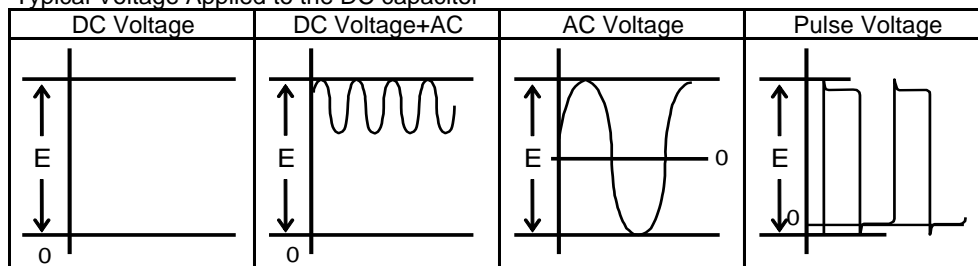 Typical Voltage Applied to the DC capacitor
DC Voltage
DC Voltage+AC
AC Voltage
Pulse Voltage
E
0
E
0
E
0
E
0